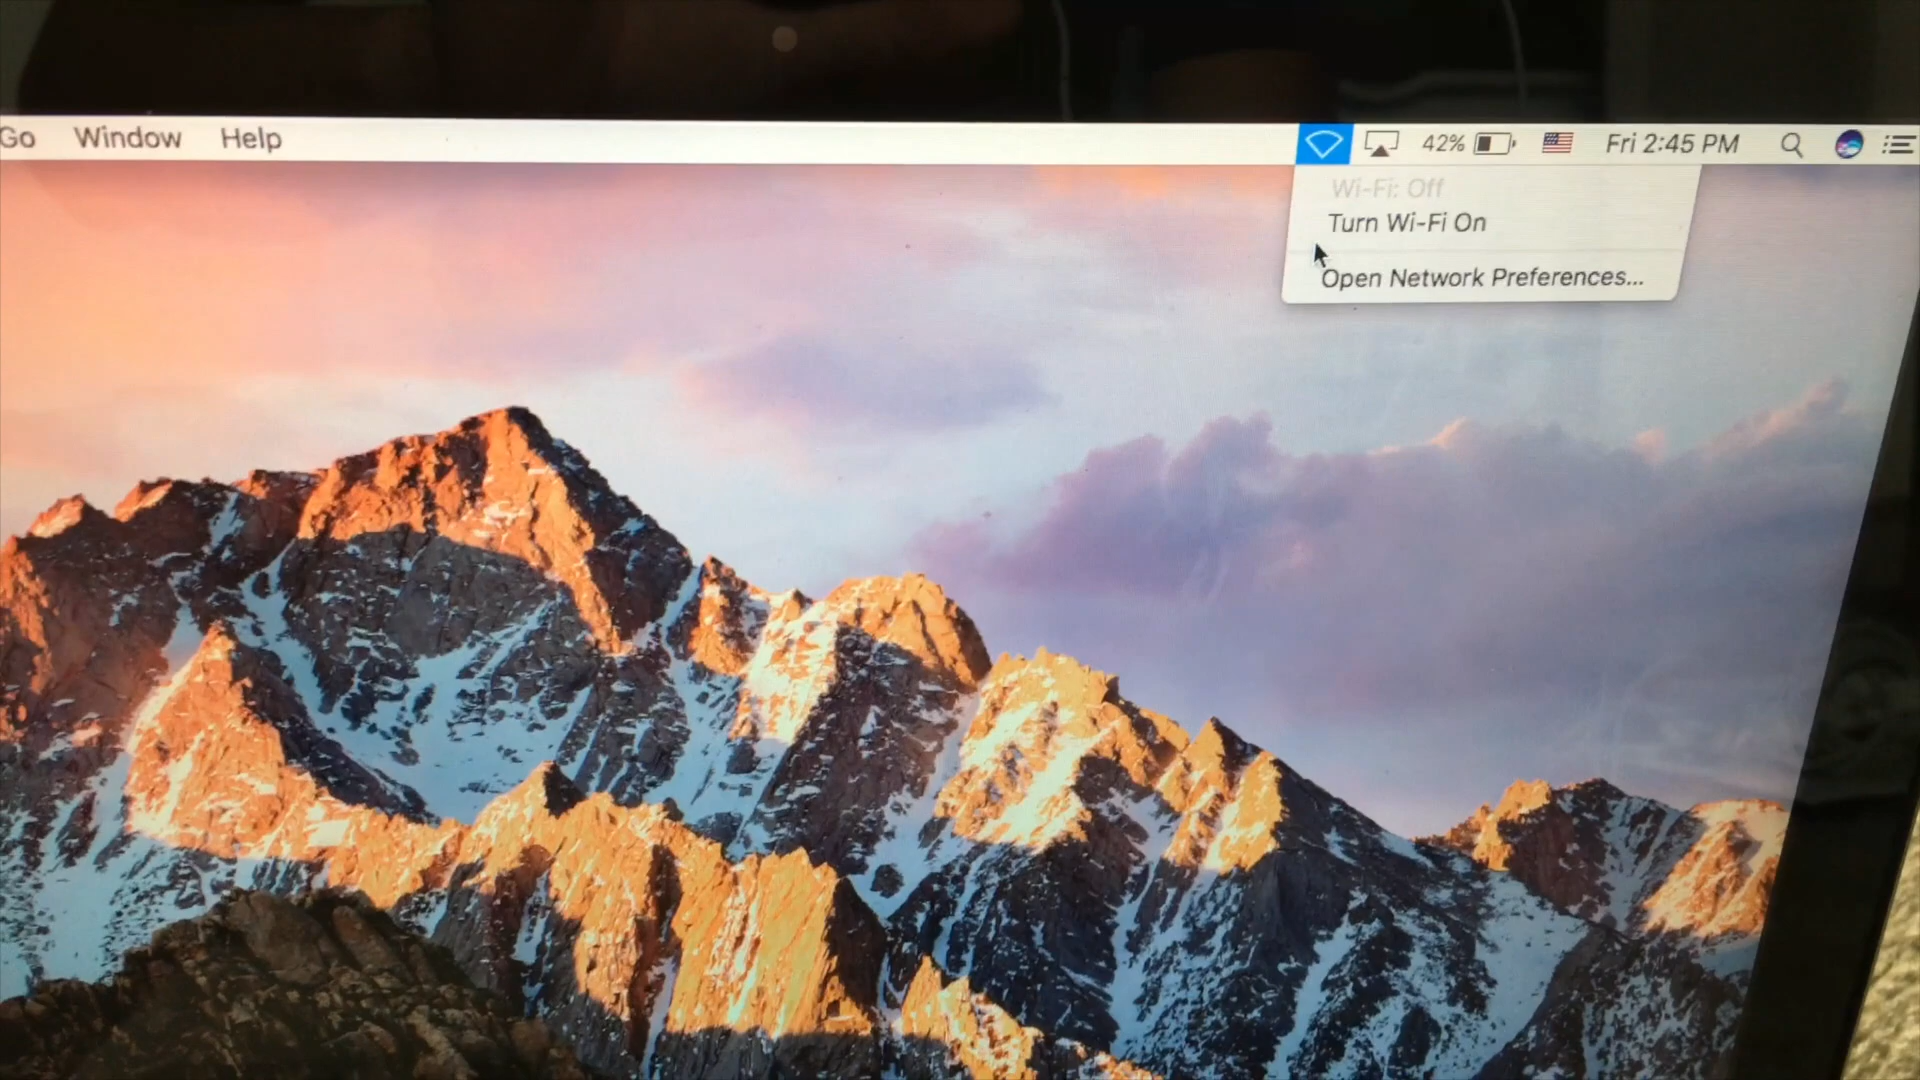 Go Window Help 42% Fri 2:45 PM
Wi-Fi: Off
Turn Wi-Fi On
Open Network Preferences...